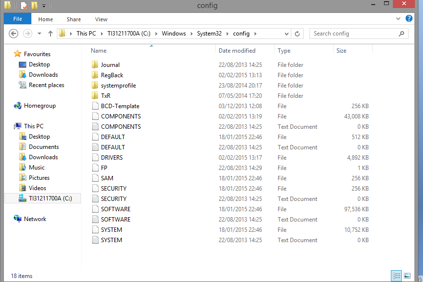 config
File Home Share View
This PC TI31211700A (C:) Windows System32 config
Search config
Name Date modified Type Size
Favourites
Desktop
Downloads
Recent places
Homegroup
This PC
Desktop
Documents
Downloads
Music
Pictures
Videos
TI31211700A (C:)
Network
Journal 22/08/2013 14:25 File folder
RegBack 02/02/2015 13:13 File folder
systemprofile 23/08/2014 20:17 File folder
TxR 07/05/2014 17:20 File folder
BCD-Template 03/12/2013 12:08 File 256 KB
COMPONENTS 02/02/2015 13:19 File 43,008 KB
COMPONENTS 22/08/2013 14:25 Text Document 0 KB
DEFAULT 18/01/2015 22:46 File 512 KB
DEFAULT 22/08/2013 14:25 Text Document 0 KB
DRIVERS 02/02/2015 13:17 File 4,892 KB
FP 22/08/2013 14:29 File 1 KB
SAM 18/01/2015 22:46 File 256 KB
SECURITY 18/01/2015 22:46 File 256 KB
SECURITY 22/08/2013 14:25 Text Document 0 KB
SOFTWARE 18/01/2015 22:46 File 97,536 KB
SOFTWARE 22/08/2013 14:25 Text Document 0 KB
SYSTEM 18/01/2015 22:46 File 10,752 KB
SYSTEM 22/08/2013 14:25 Text Document 0 KB
18 items